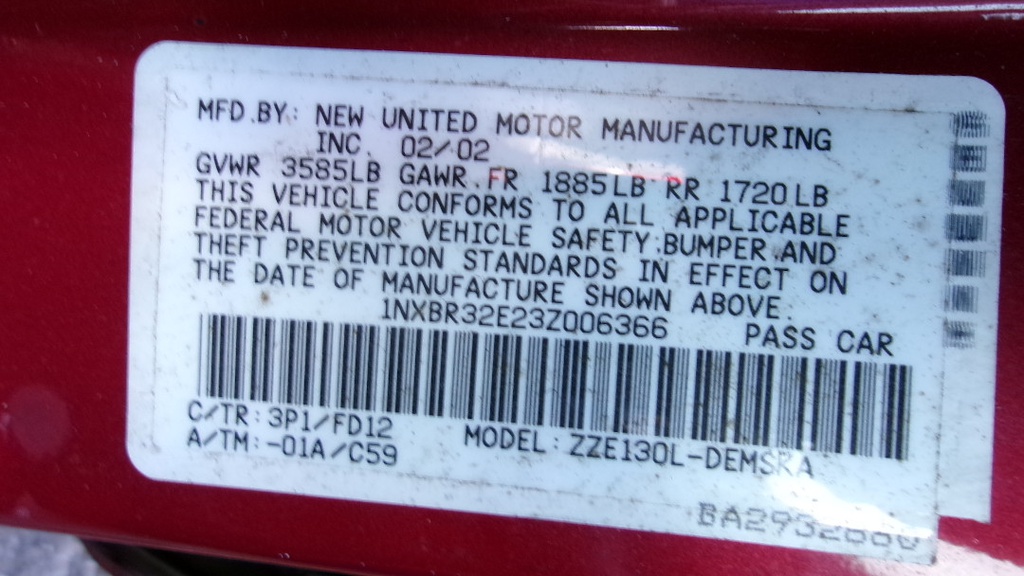 MFD.BY: NEW UNITED MOTOR MANUFACTURING
INC. 02/02
GVWR 3585LB GAWR.FR 1885LB RR 1720LB
THIS VEHICLE CONFORMS TO ALL APPLICABLE
FEDERAL MOTOR VEHICLE SAFETY.BUMPER.AND
THEFT PREVENTION STANDARDS IN EFFECT ON
THE DATE OF MANUFACTURE SHOWN ABOVE.
1NXBR32E23Z006366 PASS CAR
C/TR: 3P1/FD12
A/TM:-01A/C59 MODEL: ZZE130L-DEMSKA